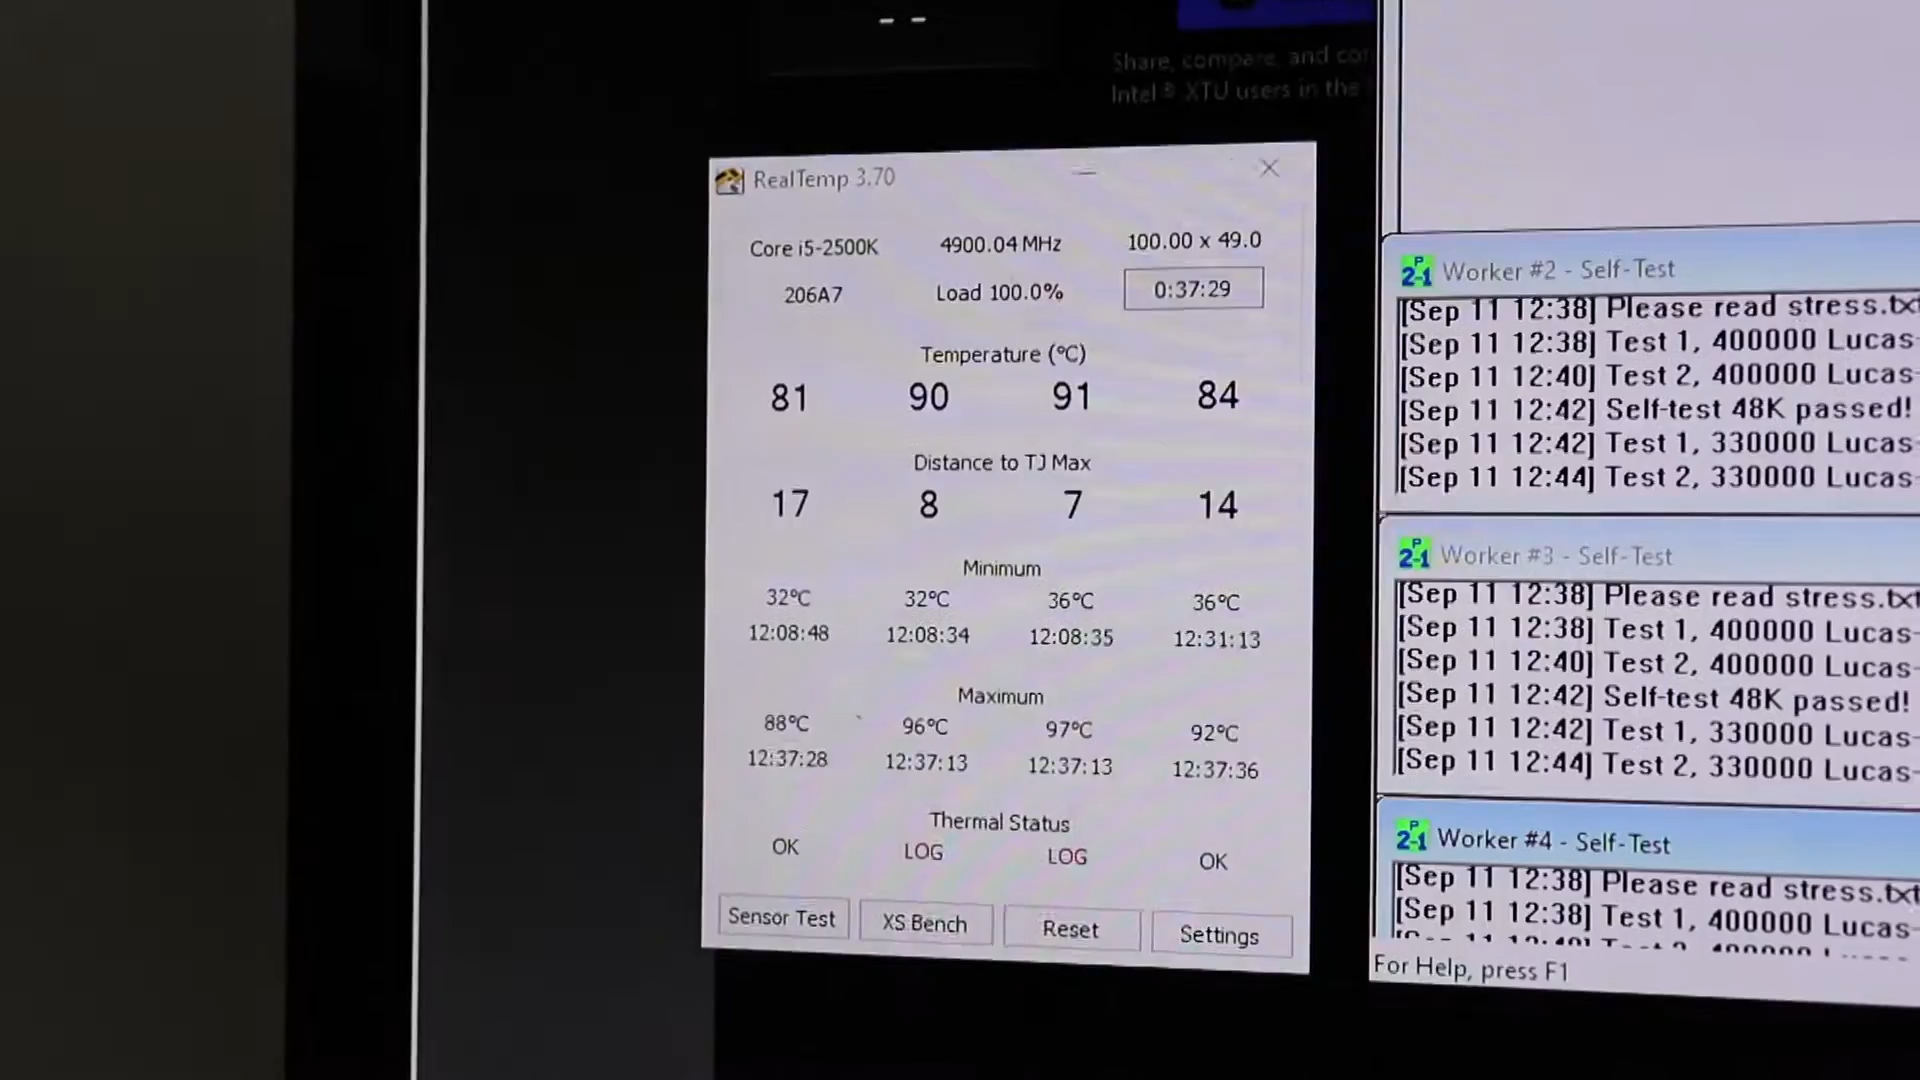 --
Share, compare, and
Intel ® XTU users in the
RealTemp 3.70
Core i5-2500K 4900.04 MHz 100.00 x 49.0
206A7 Load 100.0% 0:37:29
Temperature (°C)
81 90 91 84
Distance to TJ Max
17 8 7 14
Minimum
32°C 32°C 36°C 36°C
12:08:48 12:08:34 12:08:35 12:31:13
Maximum
88°C 96°C 97°C 92°C
12:37:28 12:37:13 12:37:13 12:37:36
Thermal Status
OK LOG LOG OK
Sensor Test XS Bench Reset Settings
Worker #2 - Self-Test
[Sep 11 12:38] Please read stress.txt
[Sep 11 12:38] Test 1, 400000 Lucas-
[Sep 11 12:40] Test 2, 400000 Lucas-
[Sep 11 12:42] Self-test 48K passed!
[Sep 11 12:42] Test 1, 330000 Lucas-
[Sep 11 12:44] Test 2, 330000 Lucas-
Worker #3 - Self-Test
[Sep 11 12:38] Please read stress.txt
[Sep 11 12:38] Test 1, 400000 Lucas-
[Sep 11 12:40] Test 2, 400000 Lucas-
[Sep 11 12:42] Self-test 48K passed!
[Sep 11 12:42] Test 1, 330000 Lucas-
[Sep 11 12:44] Test 2, 330000 Lucas-
Worker #4 - Self-Test
[Sep 11 12:38] Please read stress.txt
[Sep 11 12:38] Test 1, 400000 Lucas-
For Help, press F1